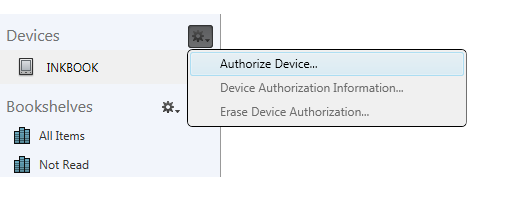 Devices
INKBOOK
Authorize Device...
Device Authorization Information...
Erase Device Authorization...
Bookshelves
All Items
Not Read